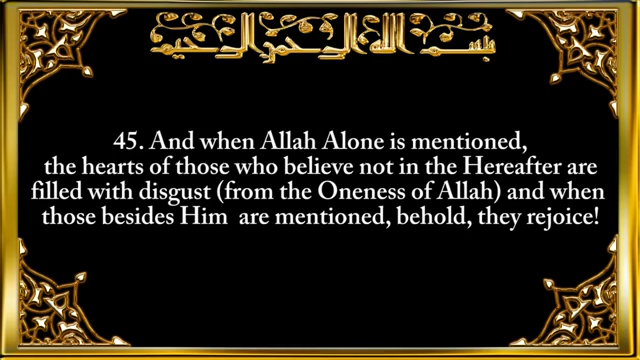 بسم الله الرحمن الرحيم
45. And when Allah Alone is mentioned,
the hearts of those who believe not in the Hereafter are
filled with disgust (from the Oneness of Allah) and when
those besides Him are mentioned, behold, they rejoice!